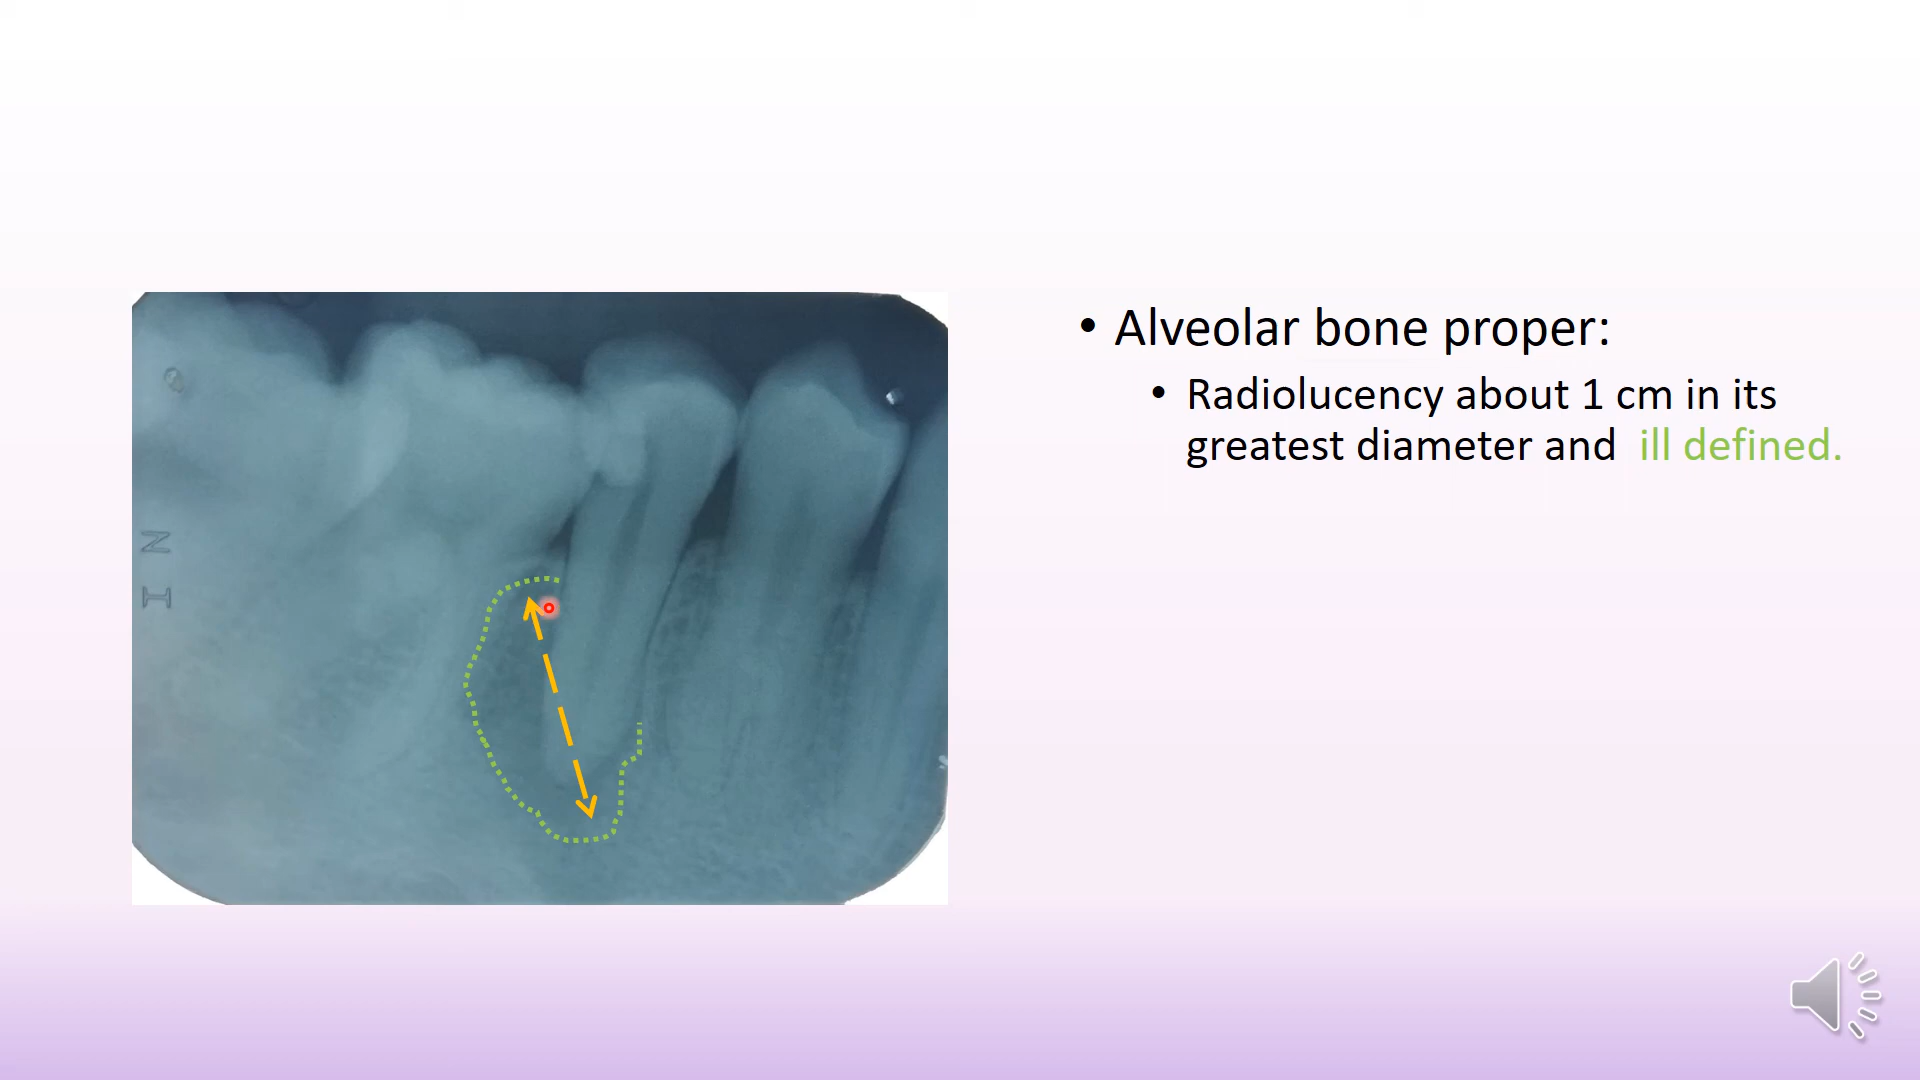 • Alveolar bone proper:
• Radiolucency about 1 cm in its
greatest diameter and ill defined.
N
I